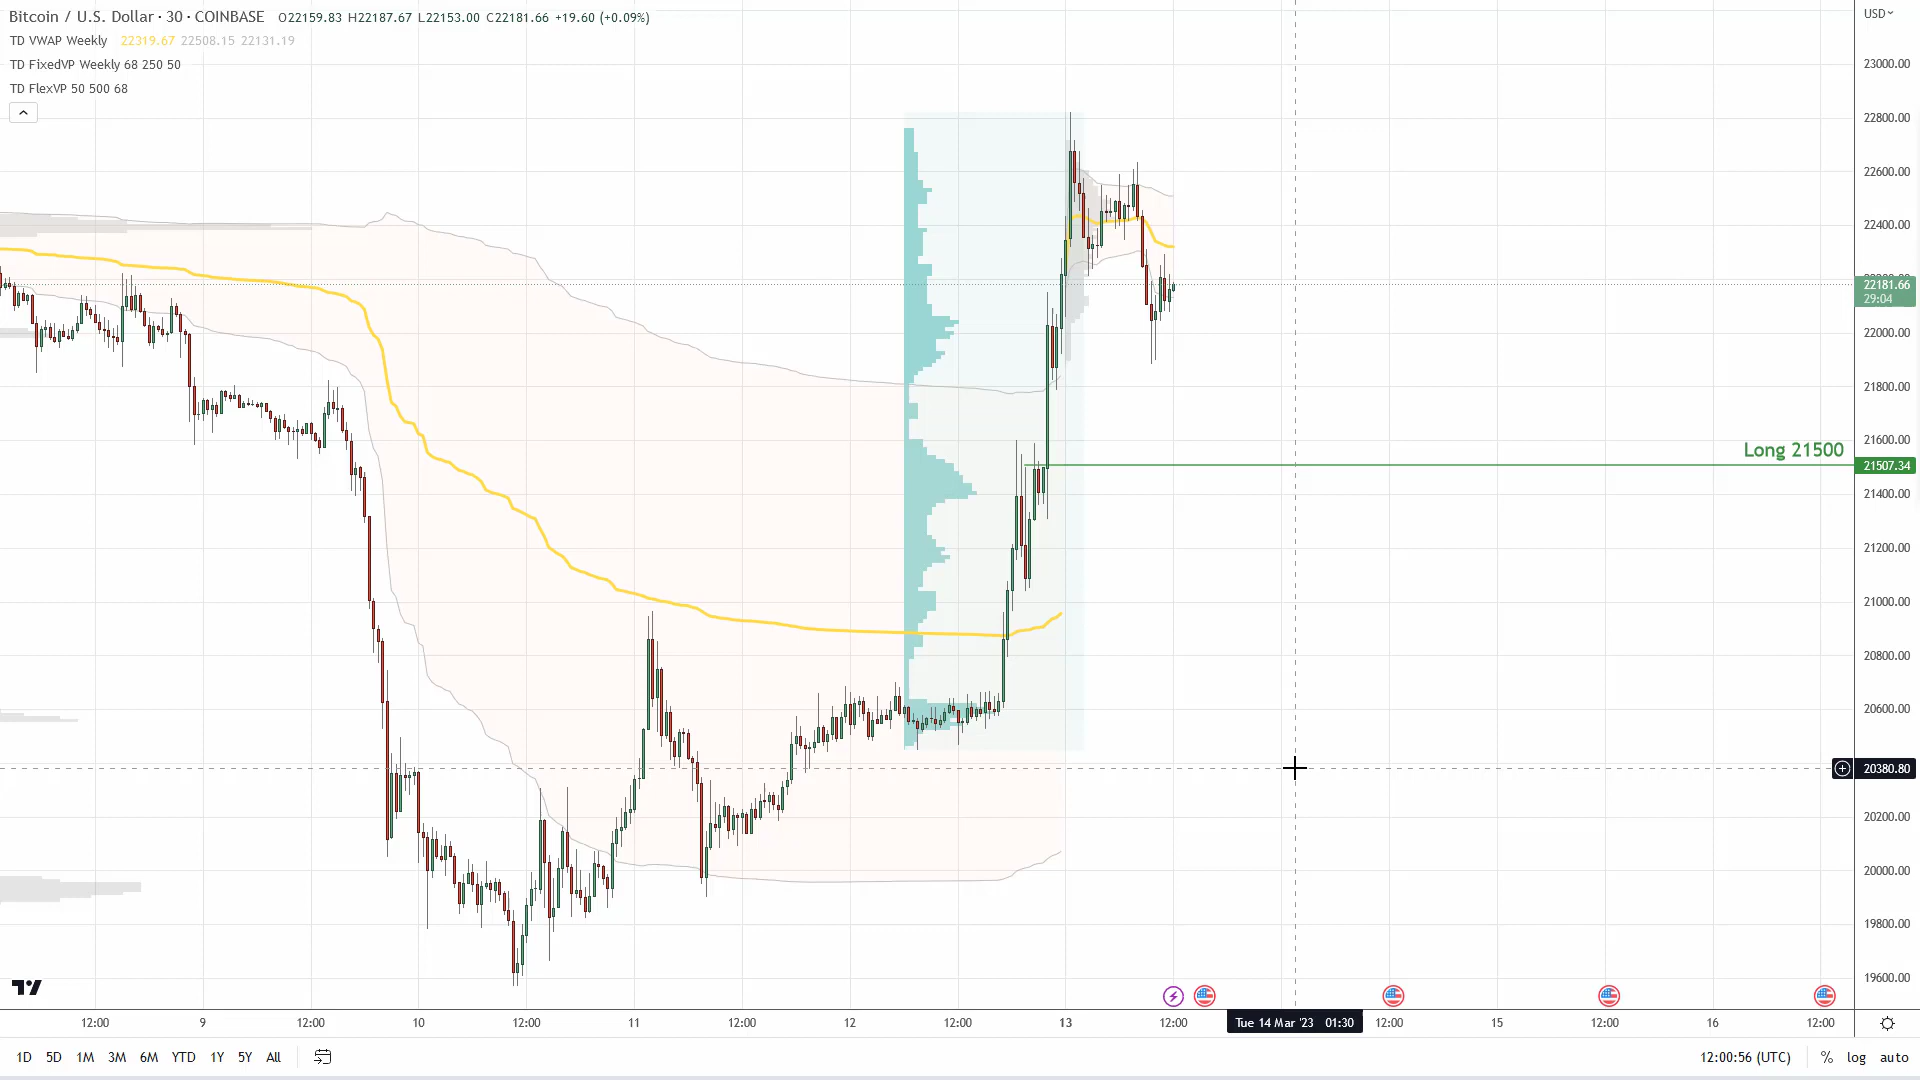 Bitcoin / U.S. Dollar · 30 · COINBASE O22159.83 H22187.67 L22153.00 C22181.66 +19.60 (+0.09%)
USD
TD VWAP Weekly 22319.67 22508.15 22131.19
TD FixedVP Weekly 68 250 50
TD FlexVP 50 500 68
23000.00
22800.00
22600.00
22400.00
22181.66
29:04
22000.00
21800.00
21600.00
Long 21500
21507.34
21400.00
21200.00
21000.00
20800.00
20600.00
20380.80
20200.00
20000.00
19800.00
19600.00
12:00 9 12:00 10 12:00 11 12:00 12 12:00 13 12:00 Tue 14 Mar '23 01:30 12:00 15 12:00 16 12:00
1D 5D 1M 3M 6M YTD 1Y 5Y All 12:00:56 (UTC) % log auto